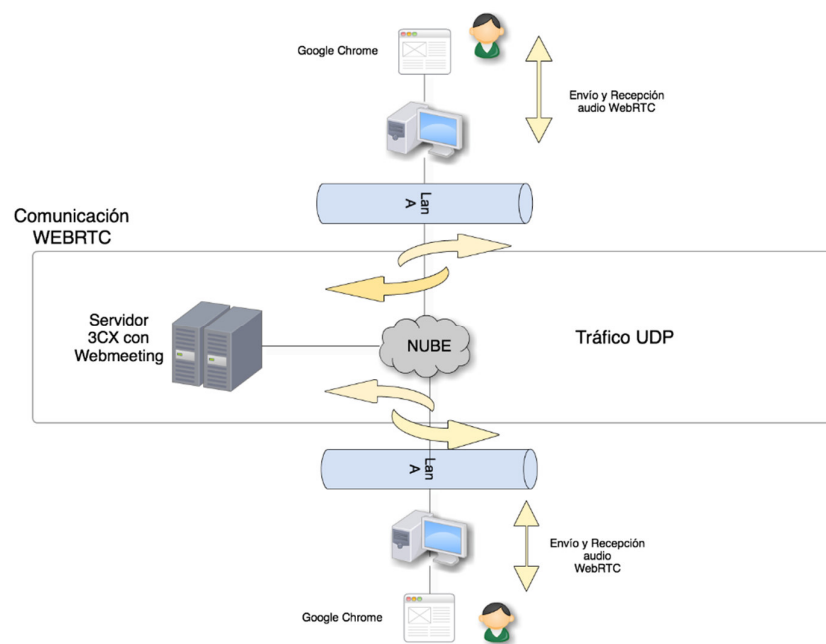 Google Chrome
Envío y Recepción
audio WebRTC
Lan
A
Comunicación
WEBRTC
Servidor
3CX con
Webmeeting
NUBE
Tráfico UDP
Lan
A
Envío y Recepción
audio
WebRTC
Google Chrome